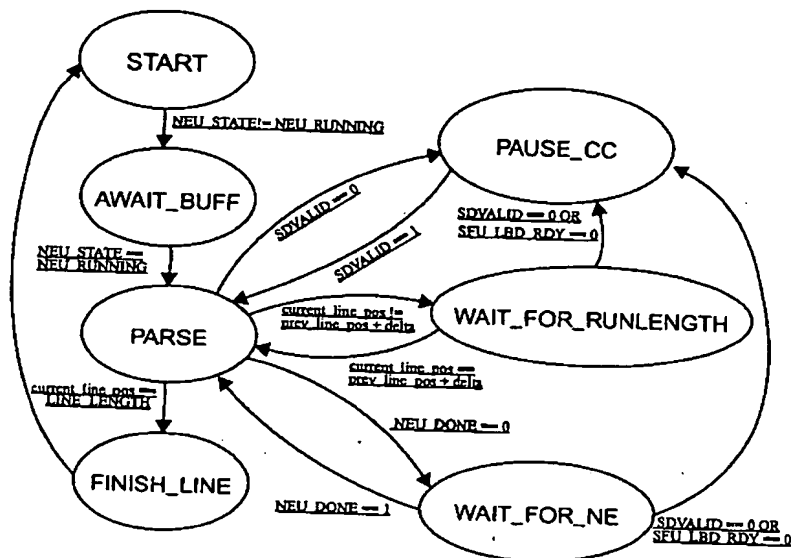 START
NEU_STATE!= NEU_RUNNING
PAUSE_CC
AWAIT_BUFF
SDVALID == 0
SDVALID == 1
SDVALID == 0 OR
SFU_LBD_RDY == 0
NEU_STATE ==
NEU_RUNNING
PARSE
current_line_pos !=
prev_line_pos + delta
WAIT_FOR_RUNLENGTH
current_line_pos ==
prev_line_pos + delta
current_line_pos ==
LINE_LENGTH
NEU_DONE == 0
FINISH_LINE
NEU_DONE == 1
WAIT_FOR_NE
SDVALID == 0 OR
SFU_LBD_RDY == 0